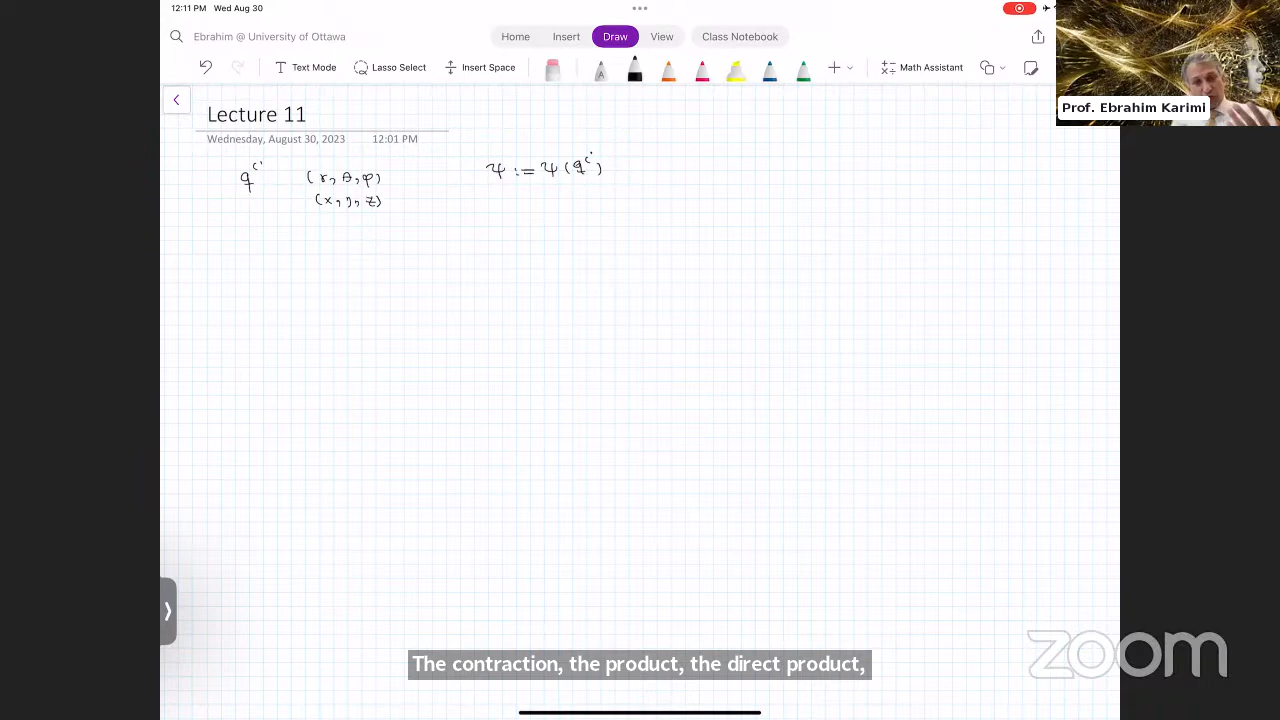 12:11 PM Wed Aug 30
Ebrahim @ University of Ottawa
Home Insert Draw View Class Notebook
Text Mode Lasso Select Insert Space Math Assistant
Prof. Ebrahim Karimi
Lecture 11
Wednesday, August 30, 2023 12:01 PM
qⁱ (r, θ, φ) ψ := ψ(qⁱ)
(x, y, z)
The contraction, the product, the direct product,
zoom